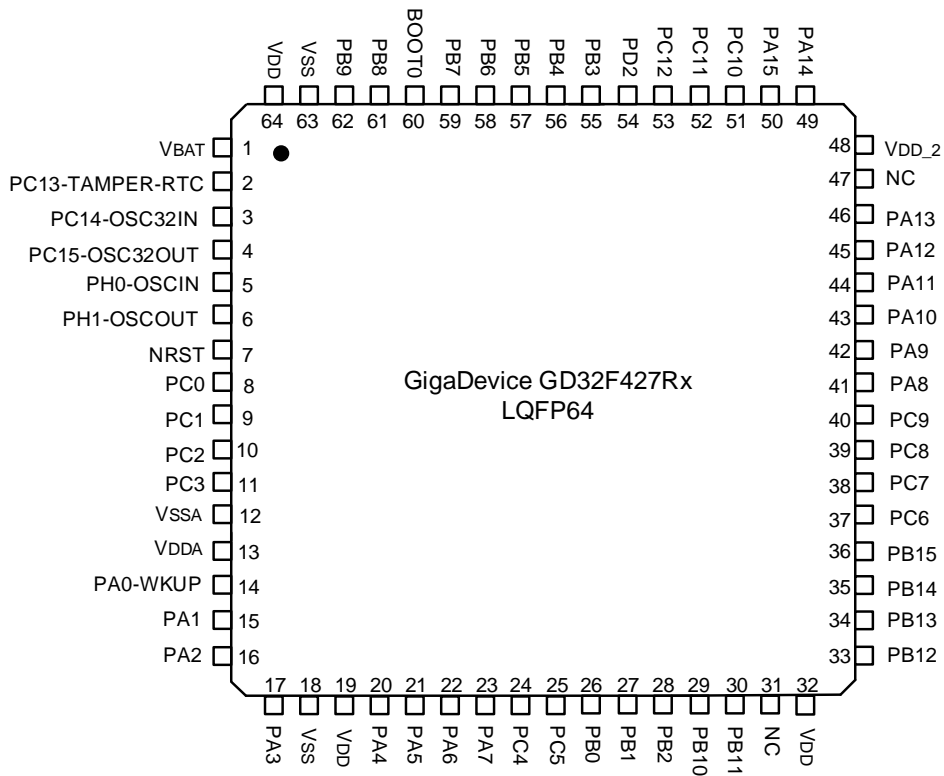 VDD
VSS
PB9
PB8
BOOT0
PB7
PB6
PB5
PB4
PB3
PD2
PC12
PC11
PC10
PA15
PA14
64 63 62 61 60 59 58 57 56 55 54 53 52 51 50 49
VBAT 1
PC13-TAMPER-RTC 2
PC14-OSC32IN 3
PC15-OSC32OUT 4
PH0-OSCIN 5
PH1-OSCOUT 6
NRST 7
PC0 8
PC1 9
PC2 10
PC3 11
VSSA 12
VDDA 13
PA0-WKUP 14
PA1 15
PA2 16
GigaDevice GD32F427Rx
LQFP64
48 VDD_2
47 NC
46 PA13
45 PA12
44 PA11
43 PA10
42 PA9
41 PA8
40 PC9
39 PC8
38 PC7
37 PC6
36 PB15
35 PB14
34 PB13
33 PB12
17 18 19 20 21 22 23 24 25 26 27 28 29 30 31 32
PA3
VSS
VDD
PA4
PA5
PA6
PA7
PC4
PC5
PB0
PB1
PB2
PB10
PB11
NC
VDD